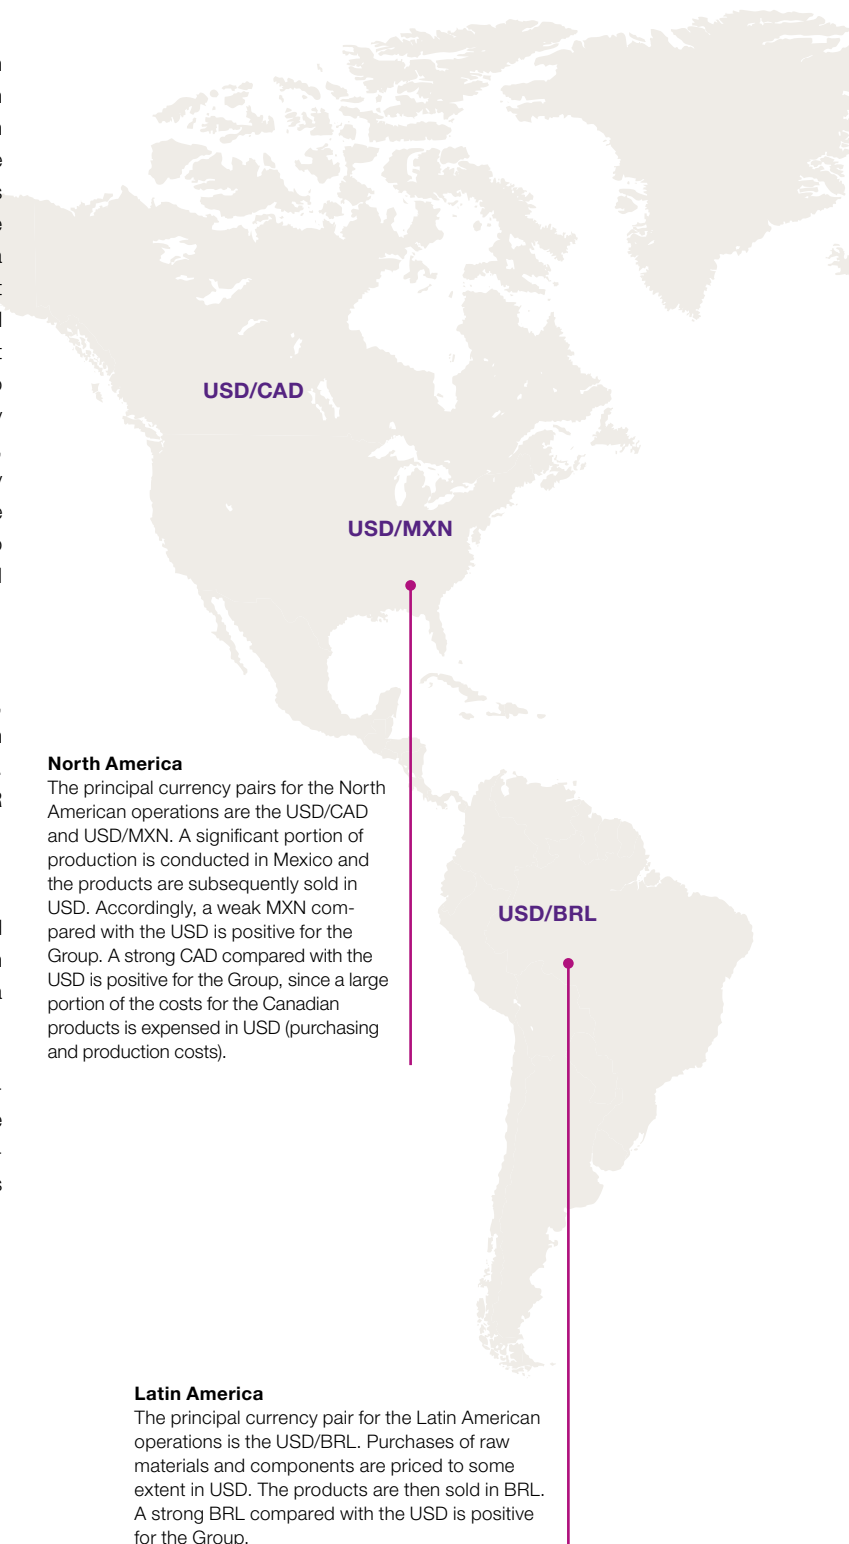 USD/CAD
USD/MXN
North America
The principal currency pairs for the North
American operations are the USD/CAD
and USD/MXN. A significant portion of
production is conducted in Mexico and
the products are subsequently sold in
USD. Accordingly, a weak MXN com-
pared with the USD is positive for the
Group. A strong CAD compared with the
USD is positive for the Group, since a large
portion of the costs for the Canadian
products is expensed in USD (purchasing
and production costs).
USD/BRL
Latin America
The principal currency pair for the Latin American
operations is the USD/BRL. Purchases of raw
materials and components are priced to some
extent in USD. The products are then sold in BRL.
A strong BRL compared with the USD is positive
for the Group.